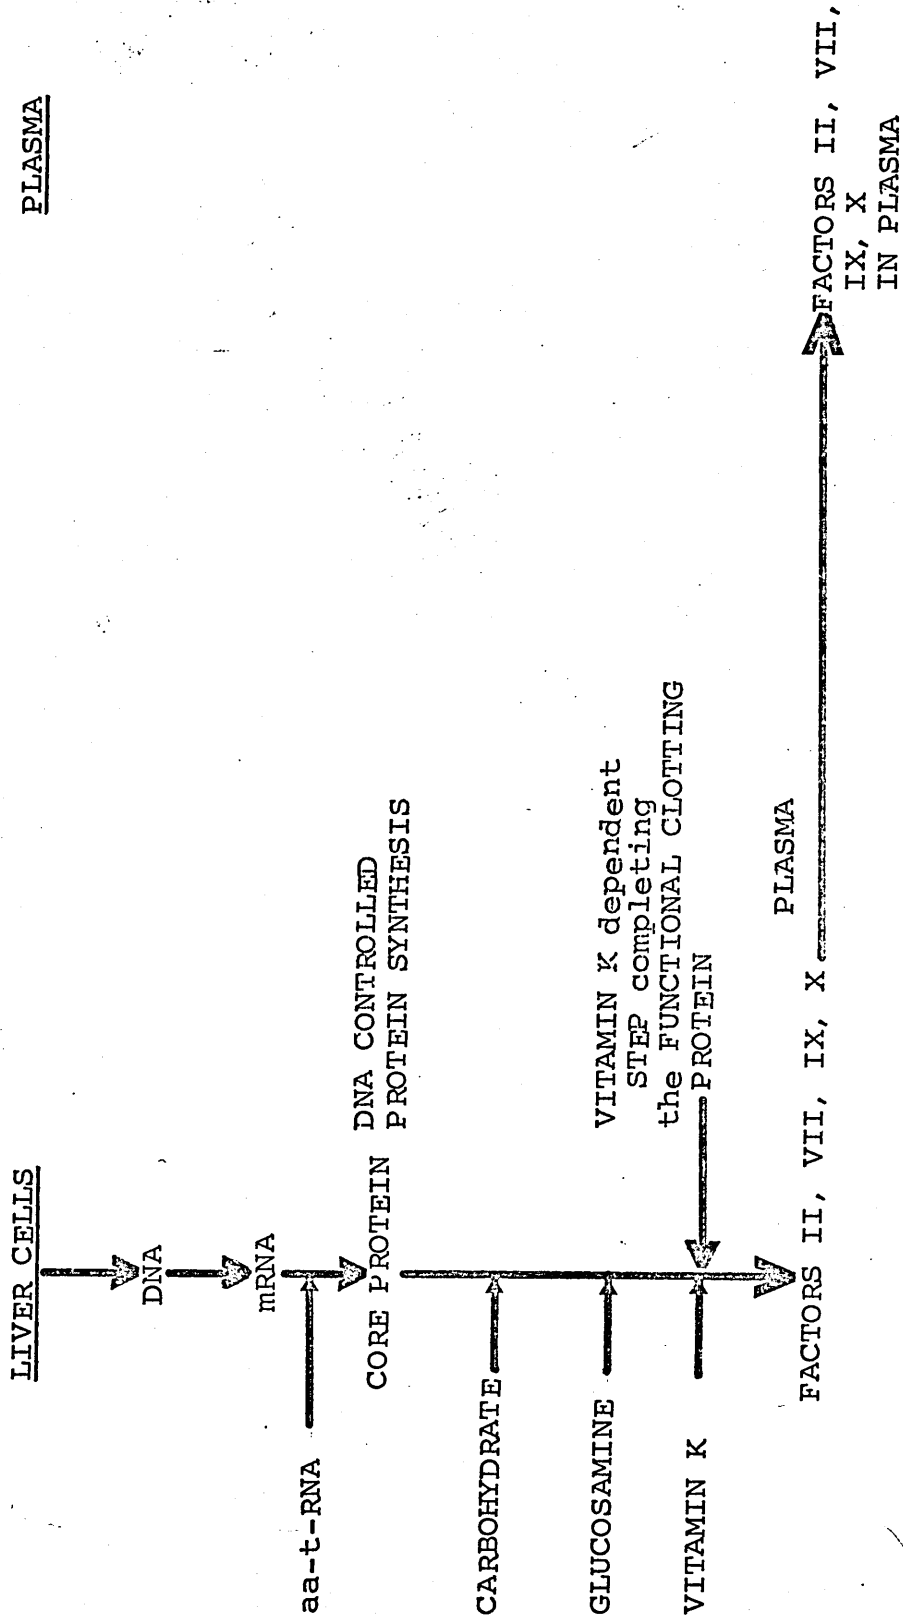 LIVER CELLS
PLASMA
DNA
mRNA
aa-t-RNA
CORE PROTEIN
DNA CONTROLLED
PROTEIN SYNTHESIS
CARBOHYDRATE
GLUCOSAMINE
VITAMIN K
VITAMIN K dependent
STEP completing
the FUNCTIONAL CLOTTING
PROTEIN
PLASMA
FACTORS II, VII, IX, X
FACTORS II, VII,
IX, X
IN PLASMA